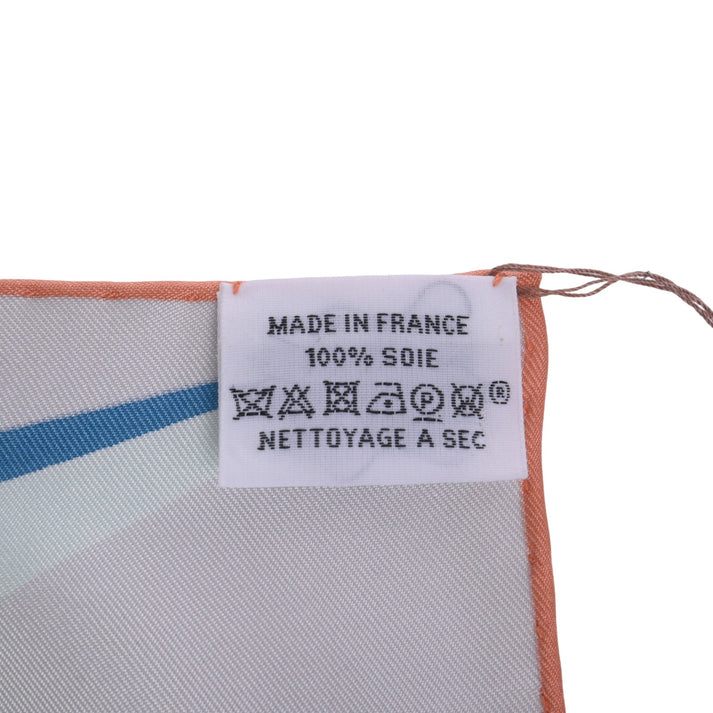 MADE IN FRANCE
100% SOIE
P W ®
NETTOYAGE A SEC